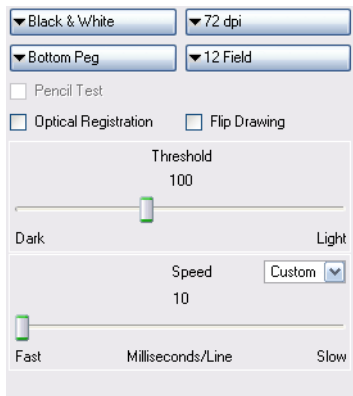 Black & White 72 dpi
Bottom Peg 12 Field
Pencil Test
Optical Registration Flip Drawing
Threshold
100
Dark Light
Speed Custom
10
Fast Milliseconds/Line Slow